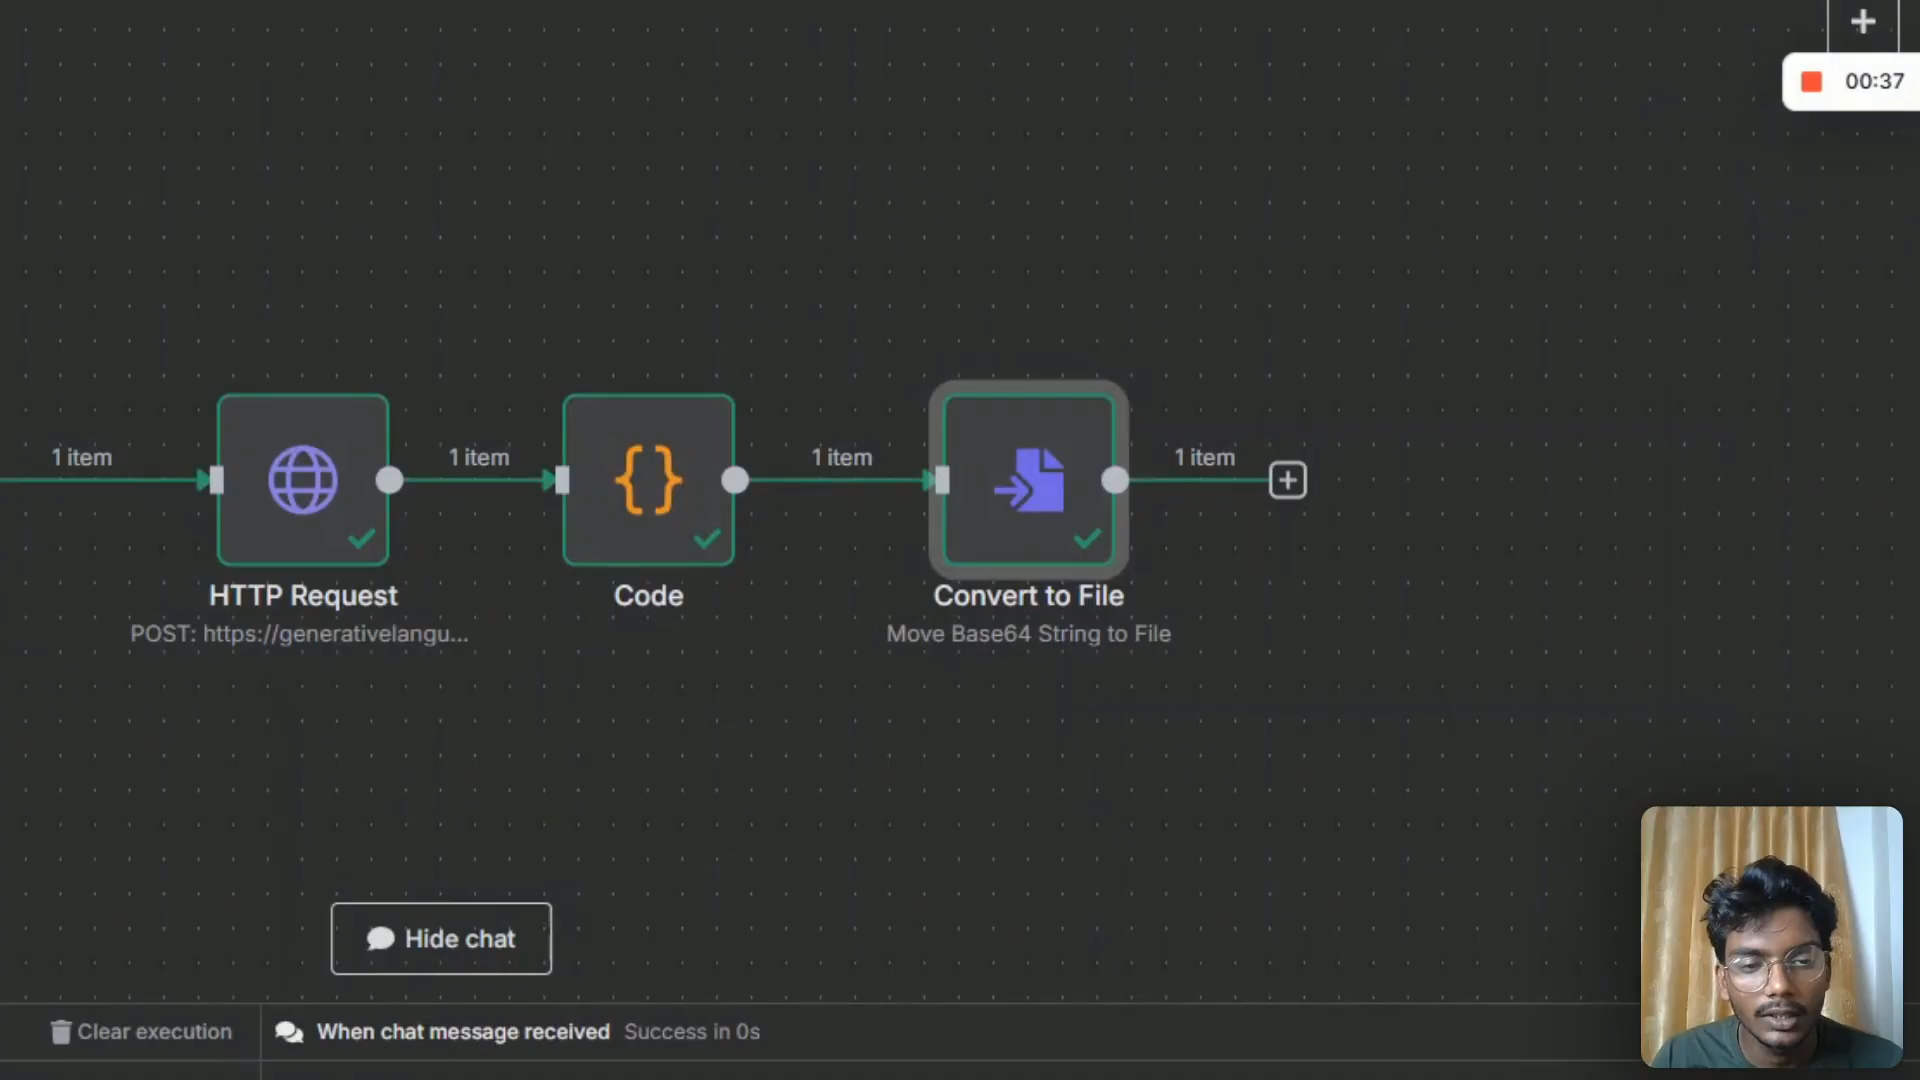 00:37
1 item
1 item
1 item
1 item
HTTP Request
POST: https://generativelangu...
Code
Convert to File
Move Base64 String to File
Hide chat
Clear execution
When chat message received Success in 0s